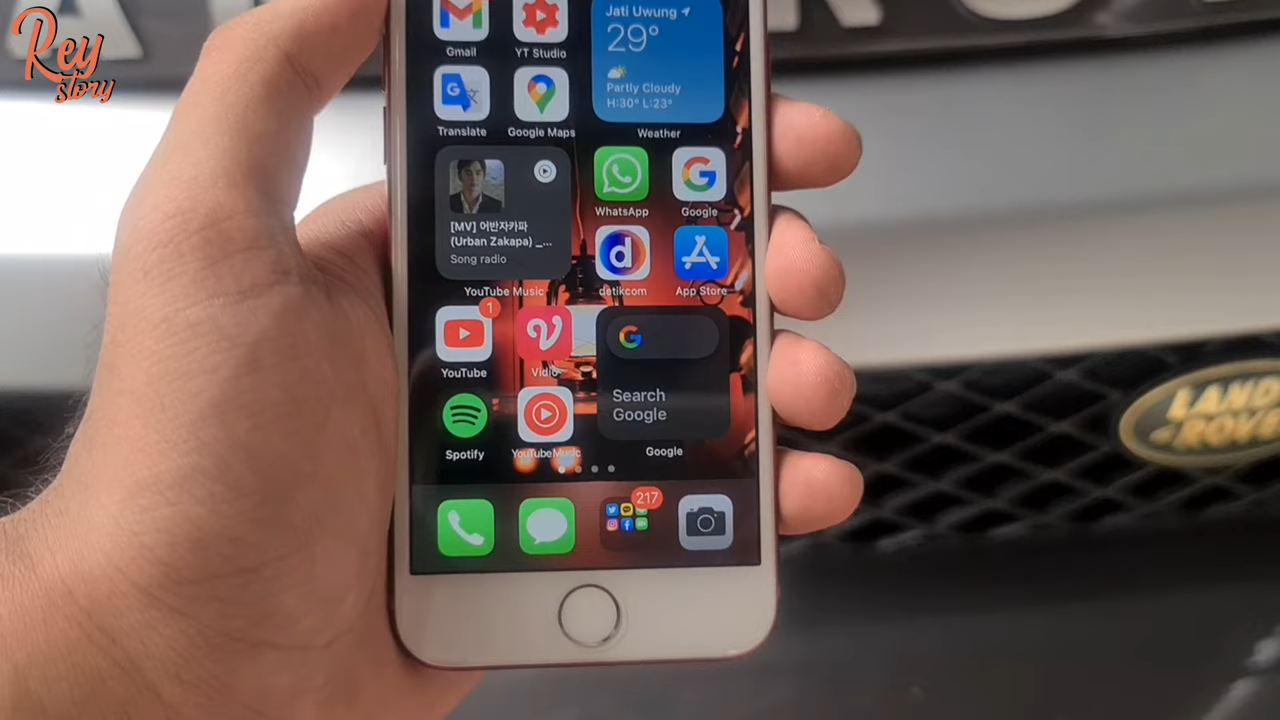 Rey
story
Jati Uwung
29°
Gmail
YT Studio
Partly Cloudy
H:30° L:23°
Translate
Google Maps
Weather
[MV] 어반자카파
(Urban Zakapa) _...
Song radio
WhatsApp
Google
YouTube Music
d
detikcom
App Store
1
YouTube
Vidio
Search
Google
Spotify
YouTube Music
Google
217
LAND
ROVE